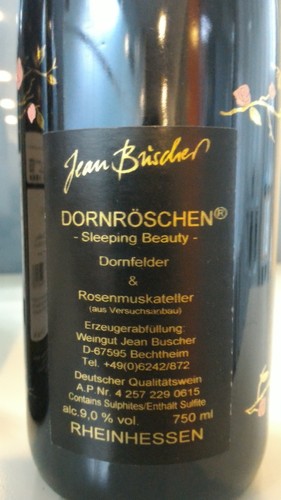 Jean Buscher
DORNRÖSCHEN®
- Sleeping Beauty -
Dornfelder
&
Rosenmuskateller
(aus Versuchsanbau)
Erzeugerabfüllung:
Weingut Jean Buscher
D-67595 Bechtheim
Tel. +49(0)6242/872
Deutscher Qualitätswein
A.P.Nr. 4 257 229 0615
Contains Sulphites/Enthält Sulfite
alc. 9,0 % vol. 750 ml
RHEINHESSEN